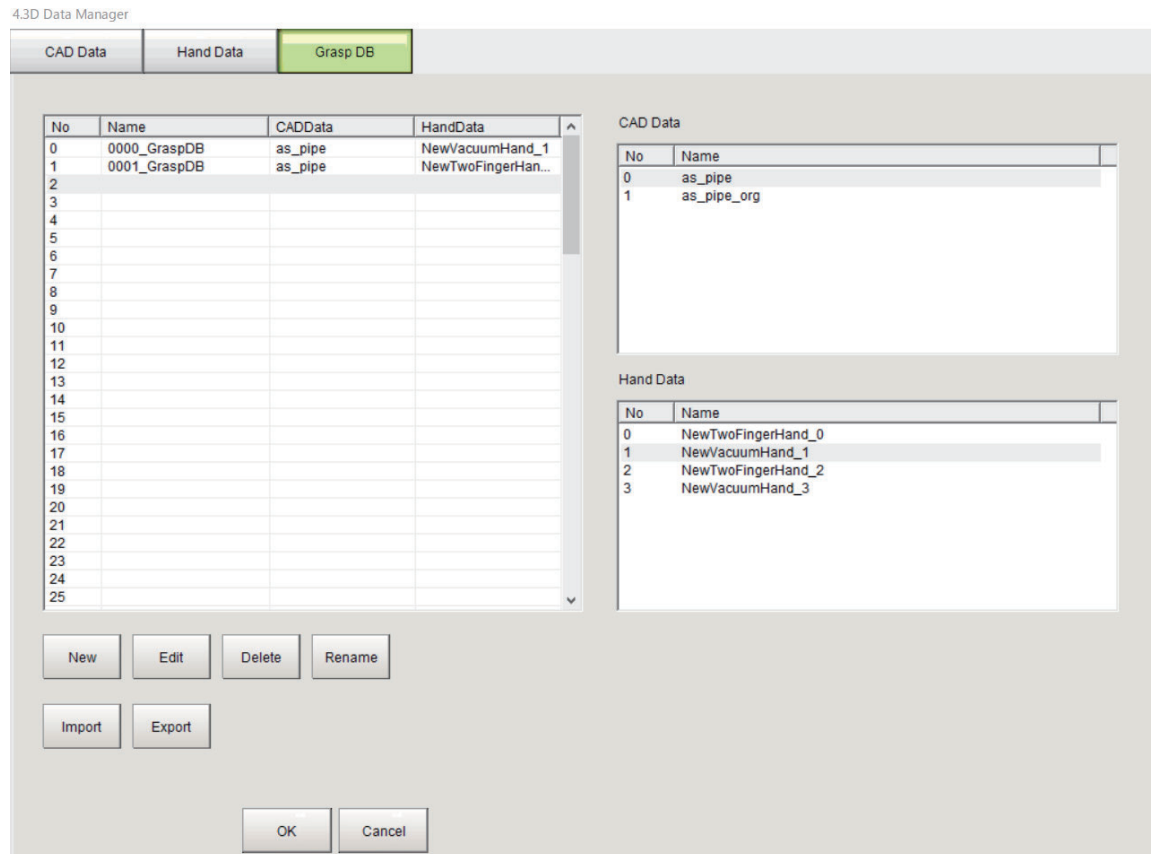 4.3D Data Manager
CAD Data Hand Data Grasp DB
No Name CADData HandData
0 0000_GraspDB as_pipe NewVacuumHand_1
1 0001_GraspDB as_pipe NewTwoFingerHan...
2
3
4
5
6
7
8
9
10
11
12
13
14
15
16
17
18
19
20
21
22
23
24
25
CAD Data
No Name
0 as_pipe
1 as_pipe_org
Hand Data
No Name
0 NewTwoFingerHand_0
1 NewVacuumHand_1
2 NewTwoFingerHand_2
3 NewVacuumHand_3
New Edit Delete Rename
Import Export
OK Cancel